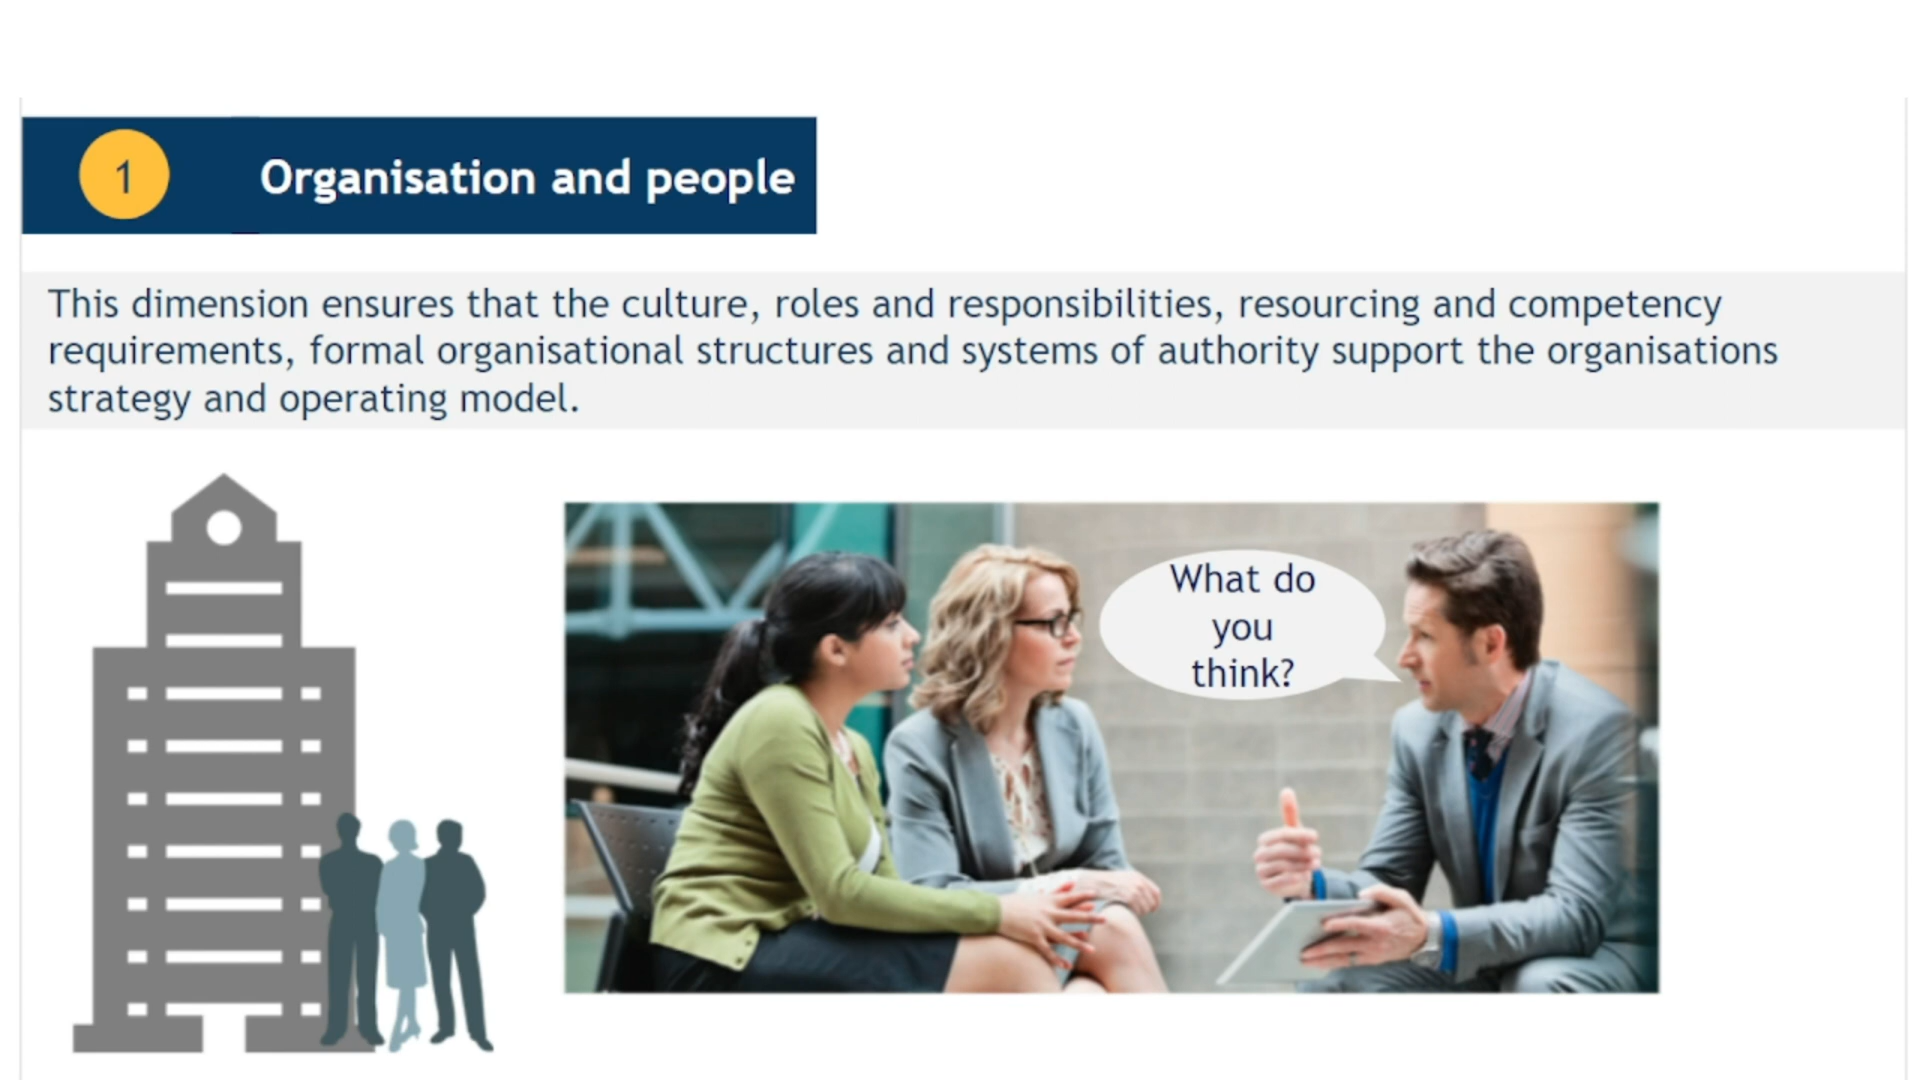 1
Organisation and people
This dimension ensures that the culture, roles and responsibilities, resourcing and competency
requirements, formal organisational structures and systems of authority support the organisations
strategy and operating model.
What do
you
think?